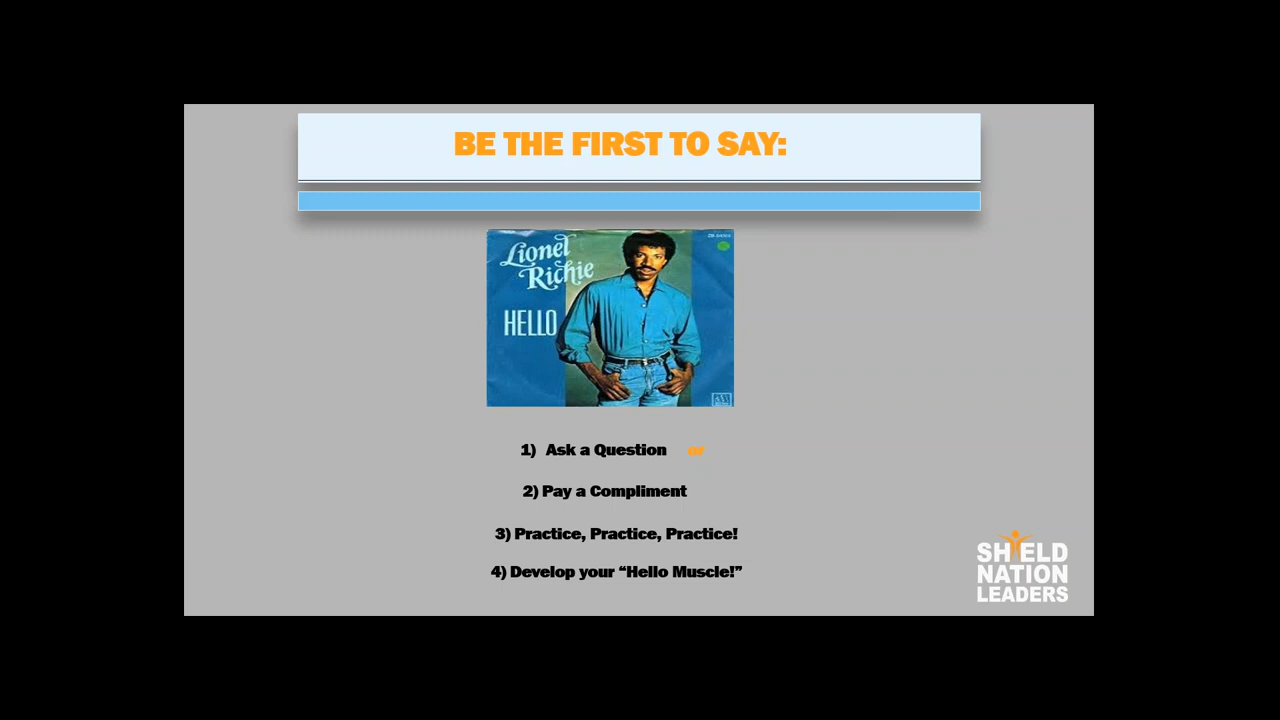 BE THE FIRST TO SAY:
Lionel
Richie
HELLO
1) Ask a Question or
2) Pay a Compliment
3) Practice, Practice, Practice!
4) Develop your “Hello Muscle!”
SHIELD
NATION
LEADERS